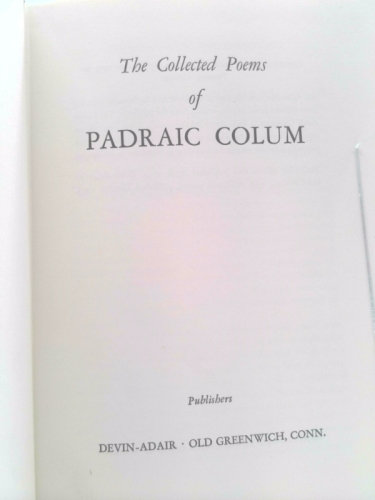 The Collected Poems
of
PADRAIC COLUM
Publishers
DEVIN-ADAIR · OLD GREENWICH, CONN.